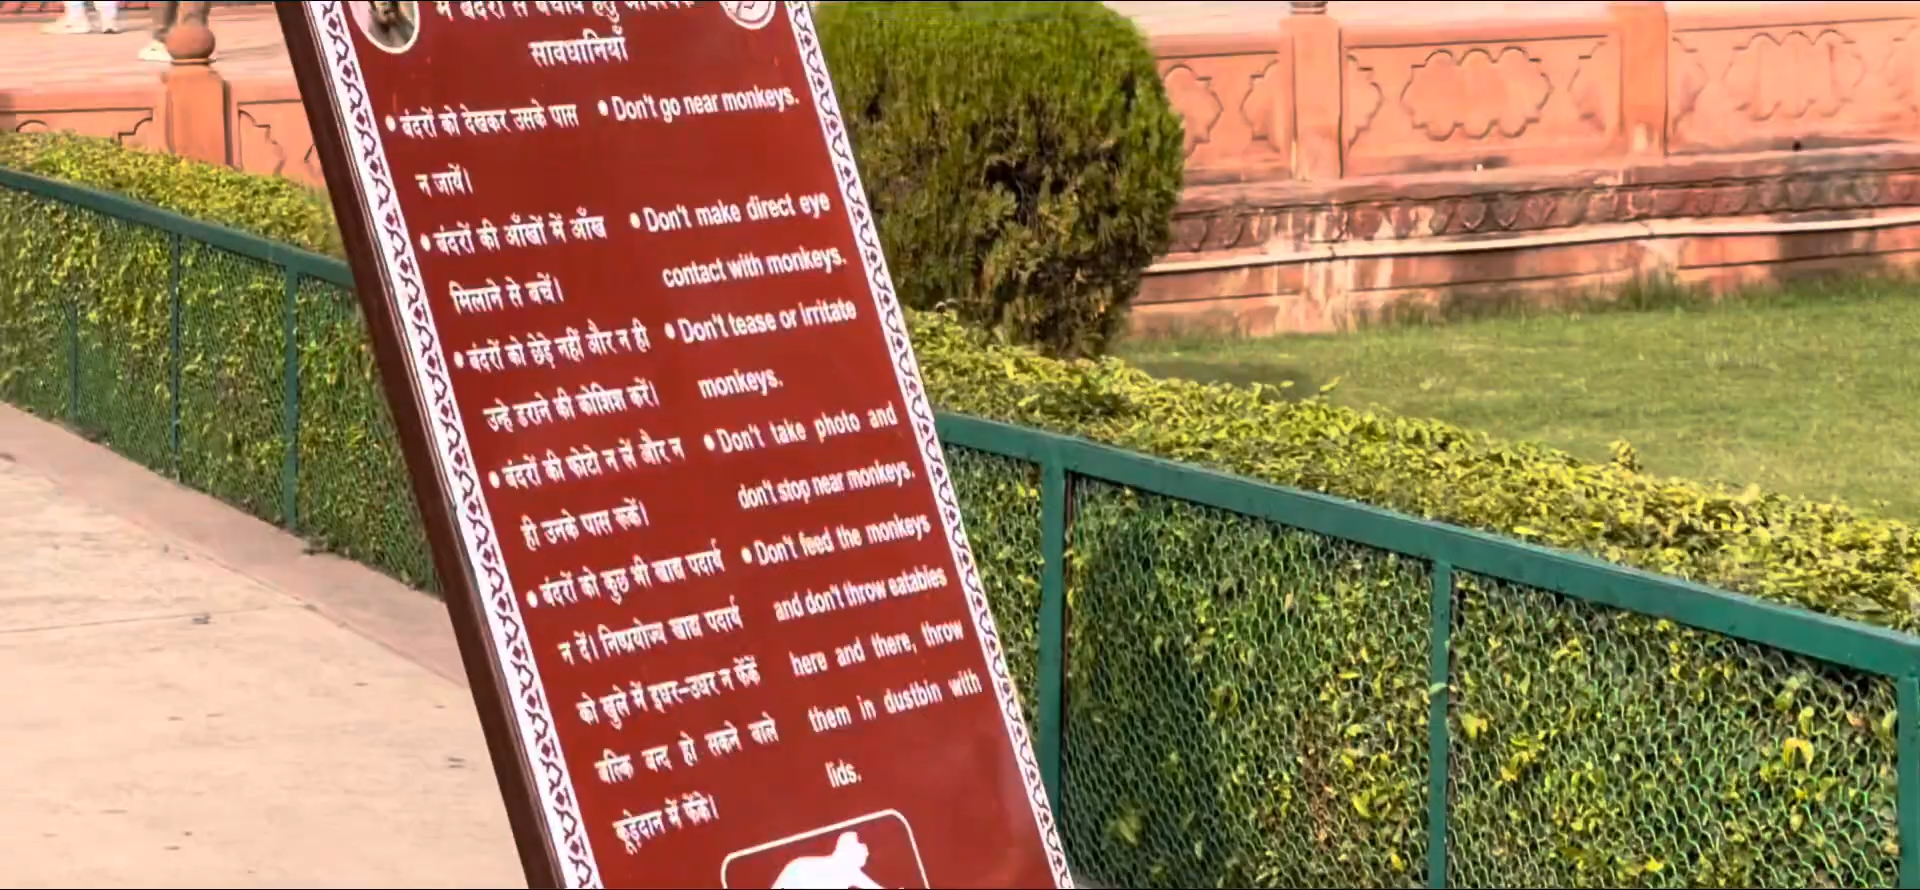 में बंदरों से बचाव हेतु
सावधानियाँ
• बंदरों को देखकर उसके पास
न जायें।
• बंदरों की आँखों में आँख
मिलाने से बचें।
• बंदरों को छेड़े नहीं और न ही
उन्हे डराने की कोशिश करें।
• बंदरों की फोटो न लें और न
ही उनके पास रूकें।
• बंदरों को कुछ भी खाद्य पदार्थ
न दें। निष्प्रयोज्य खाद्य पदार्थ
को खुले में इधर-उधर न फेंकें
बल्कि बन्द हो सकने वाले
कूड़ेदान में फेंके।
• Don't go near monkeys.
• Don't make direct eye
contact with monkeys.
• Don't tease or irritate
monkeys.
• Don't take photo and
don't stop near monkeys.
• Don't feed the monkeys
and don't throw eatables
here and there, throw
them in dustbin with
lids.